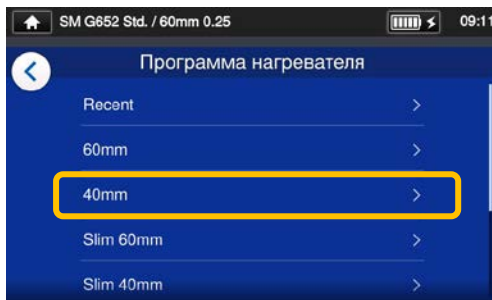 SM G652 Std. / 60mm 0.25 09:11
Программа нагревателя
Recent
60mm
40mm
Slim 60mm
Slim 40mm